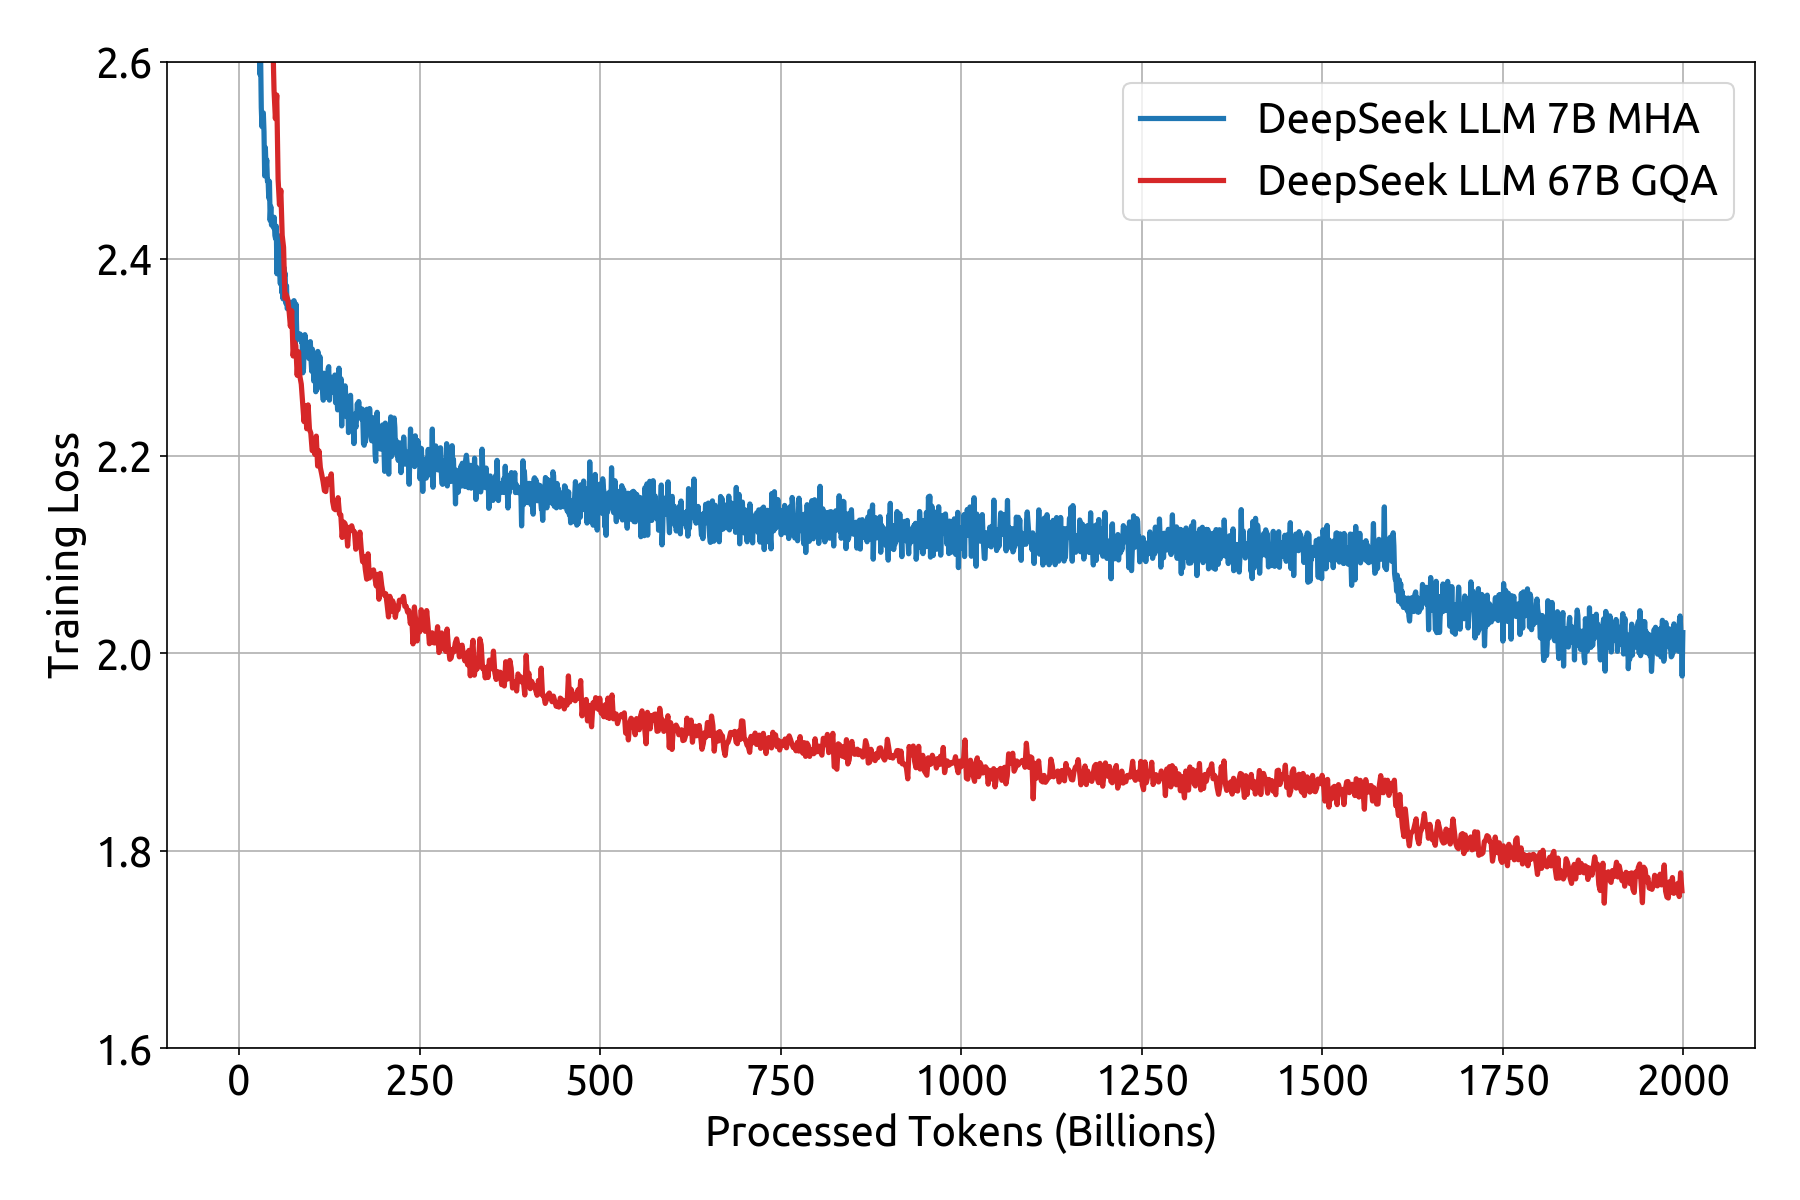 2.6
2.4
2.2
2.0
1.8
1.6
Training Loss
DeepSeek LLM 7B MHA
DeepSeek LLM 67B GQA
0 250 500 750 1000 1250 1500 1750 2000
Processed Tokens (Billions)